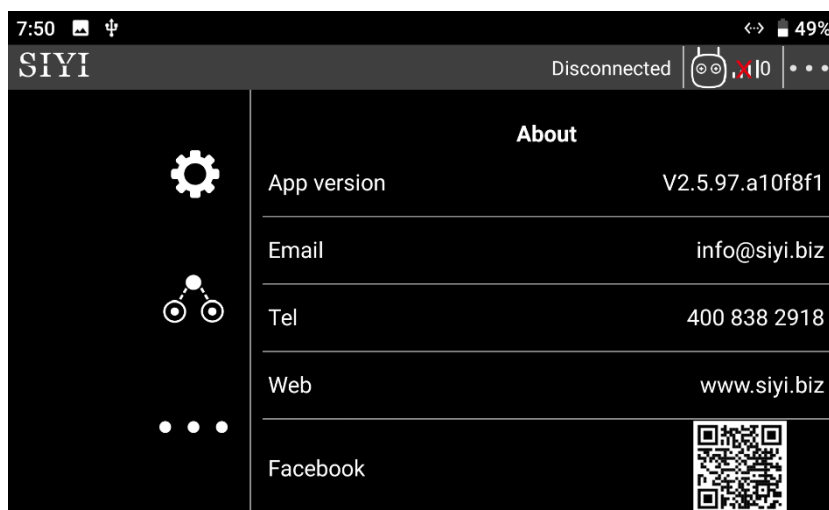 7:50 49%
SIYI Disconnected 0
About
App version V2.5.97.a10f8f1
Email info@siyi.biz
Tel 400 838 2918
Web www.siyi.biz
Facebook